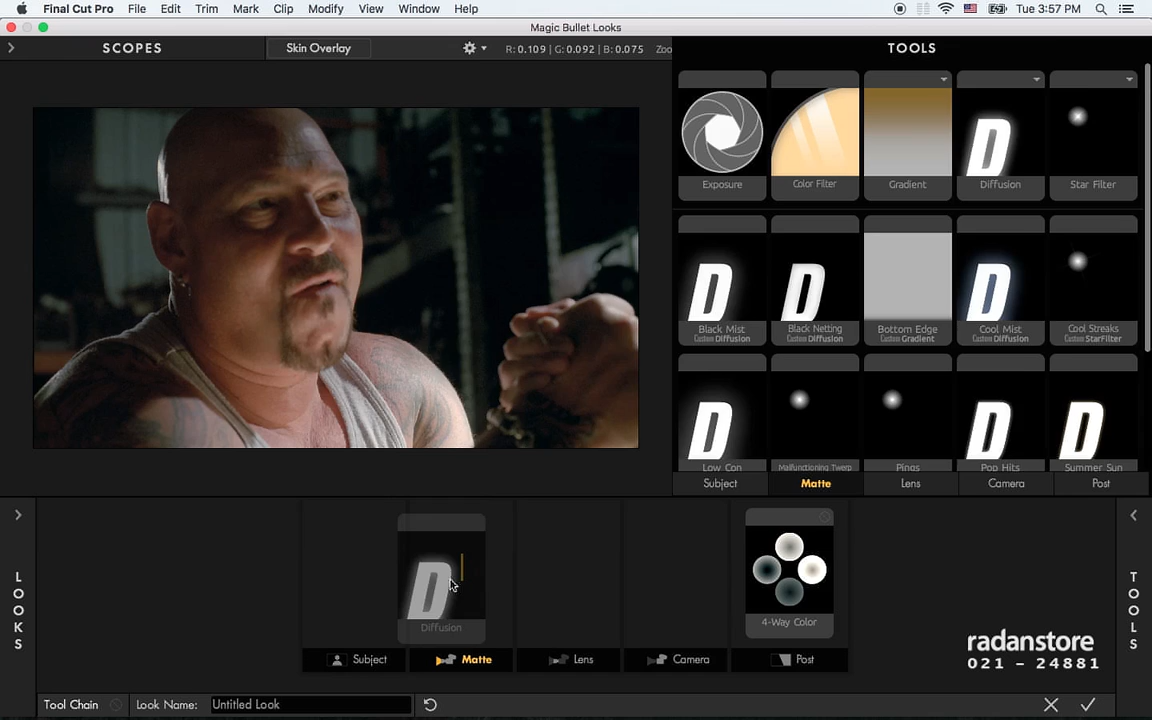 Final Cut Pro File Edit Trim Mark Clip Modify View Window Help Tue 3:57 PM
Magic Bullet Looks
SCOPES Skin Overlay R: 0.109 | G: 0.092 | B: 0.075 Zoo TOOLS
Exposure Color Filter Gradient Diffusion Star Filter
Black Mist Black Netting Bottom Edge Cool Mist Cool Streaks
Custom Diffusion Custom Diffusion Custom Gradient Custom Diffusion Custom StarFilter
Low Con Malfunctioning Twerp Pings Pop Hits Summer Sun
Subject Matte Lens Camera Post
D
D
D
D
D
D
D
D
LOOKS
Diffusion
4-Way Color
TOOLS
Subject Matte Lens Camera Post
radanstore
021 - 24881
Tool Chain Look Name: Untitled Look